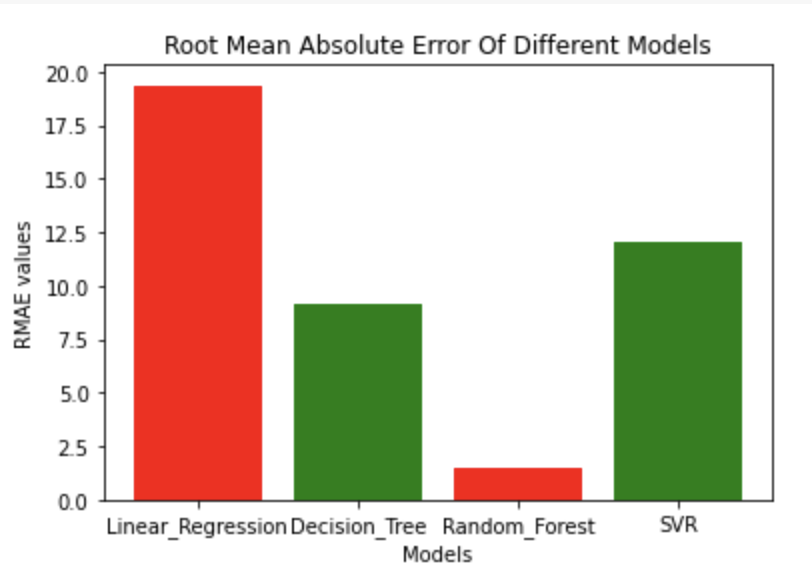 Root Mean Absolute Error Of Different Models
20.0
17.5
15.0
12.5
10.0
7.5
5.0
2.5
0.0
RMAE values
Linear_Regression Decision_Tree Random_Forest SVR
Models